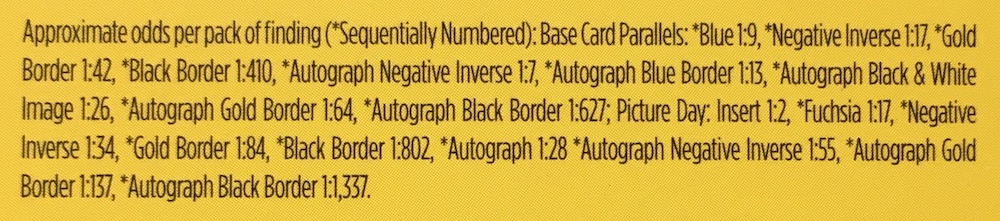 Approximate odds per pack of finding (*Sequentially Numbered): Base Card Parallels: *Blue 1:9, *Negative Inverse 1:17, *Gold
Border 1:42, *Black Border 1:410, *Autograph Negative Inverse 1:7, *Autograph Blue Border 1:13, *Autograph Black & White
Image 1:26, *Autograph Gold Border 1:64, *Autograph Black Border 1:627; Picture Day: Insert 1:2, *Fuchsia 1:17, *Negative
Inverse 1:34, *Gold Border 1:84, *Black Border 1:802, *Autograph 1:28 *Autograph Negative Inverse 1:55, *Autograph Gold
Border 1:137, *Autograph Black Border 1:1,337.